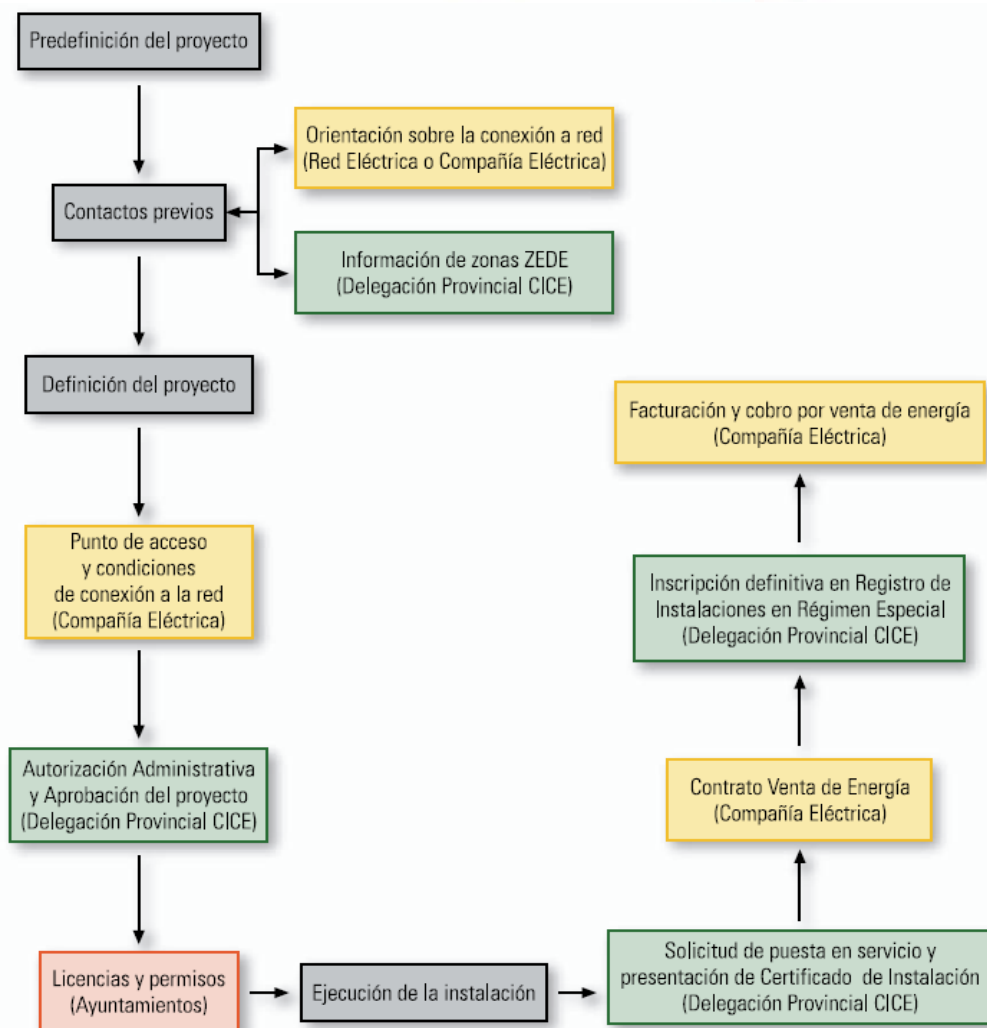 Predefinición del proyecto
Orientación sobre la conexión a red
(Red Eléctrica o Compañía Eléctrica)
Contactos previos
Información de zonas ZEDE
(Delegación Provincial CICE)
Definición del proyecto
Punto de acceso
y condiciones
de conexión a la red
(Compañía Eléctrica)
Autorización Administrativa
y Aprobación del proyecto
(Delegación Provincial CICE)
Licencias y permisos
(Ayuntamientos)
Ejecución de la instalación
Solicitud de puesta en servicio y
presentación de Certificado de Instalación
(Delegación Provincial CICE)
Contrato Venta de Energía
(Compañía Eléctrica)
Inscripción definitiva en Registro de
Instalaciones en Régimen Especial
(Delegación Provincial CICE)
Facturación y cobro por venta de energía
(Compañía Eléctrica)